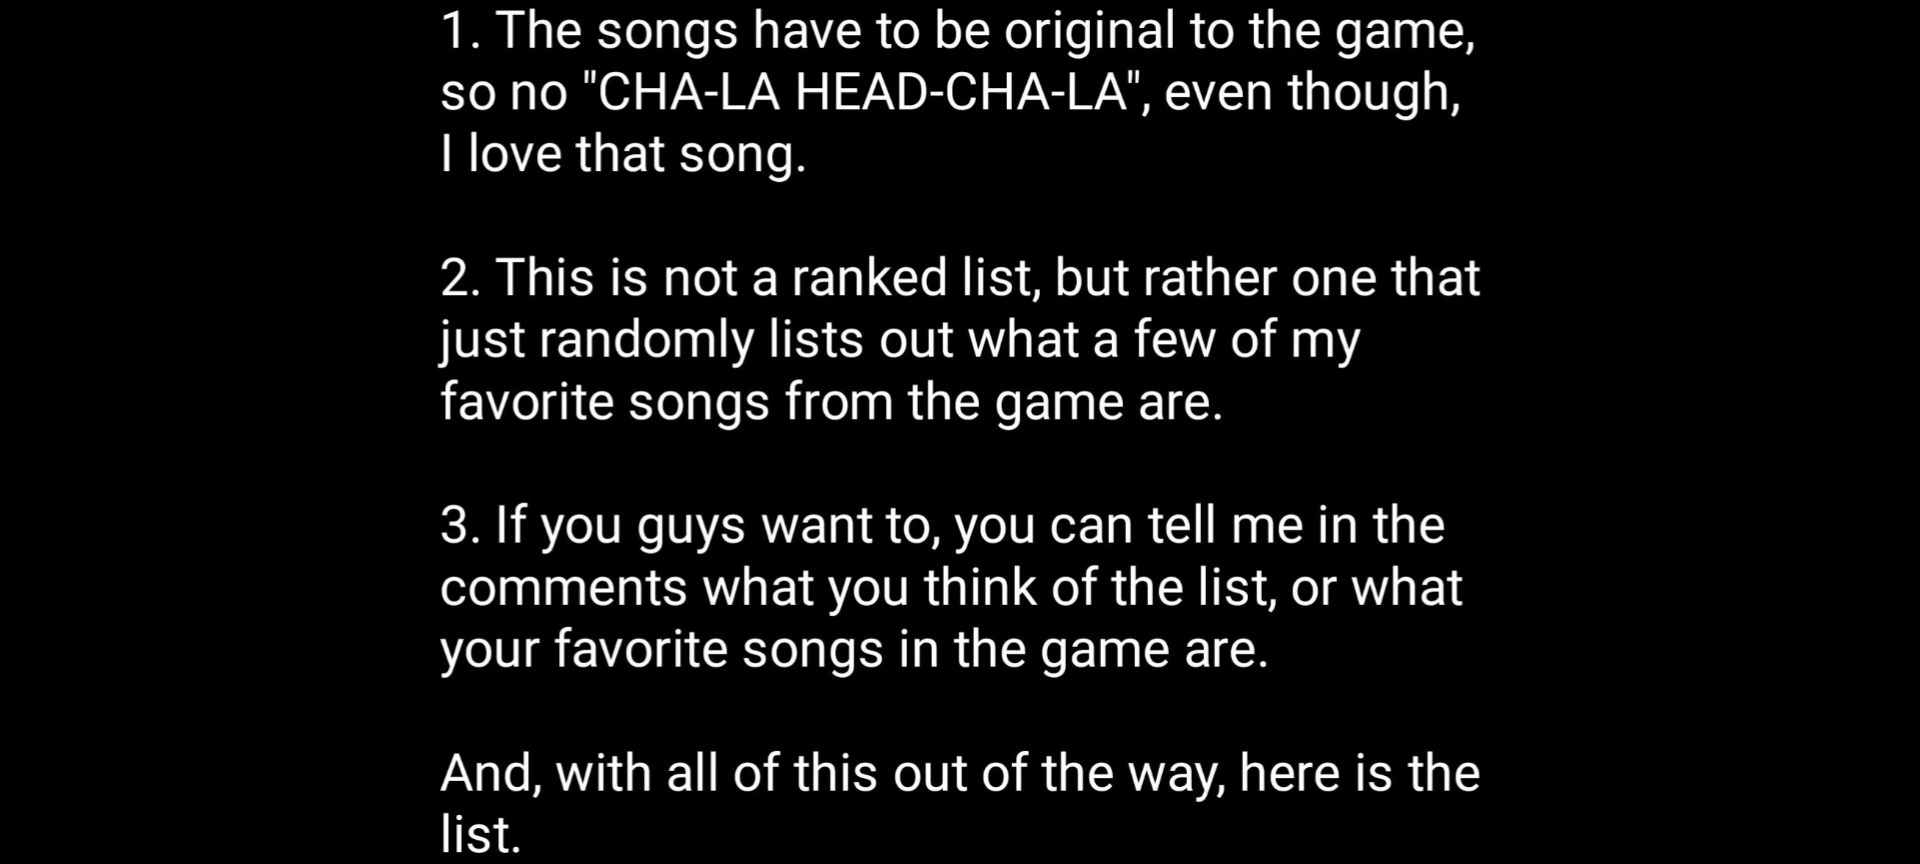 1. The songs have to be original to the game,
so no "CHA-LA HEAD-CHA-LA", even though,
I love that song.
2. This is not a ranked list, but rather one that
just randomly lists out what a few of my
favorite songs from the game are.
3. If you guys want to, you can tell me in the
comments what you think of the list, or what
your favorite songs in the game are.
And, with all of this out of the way, here is the
list.